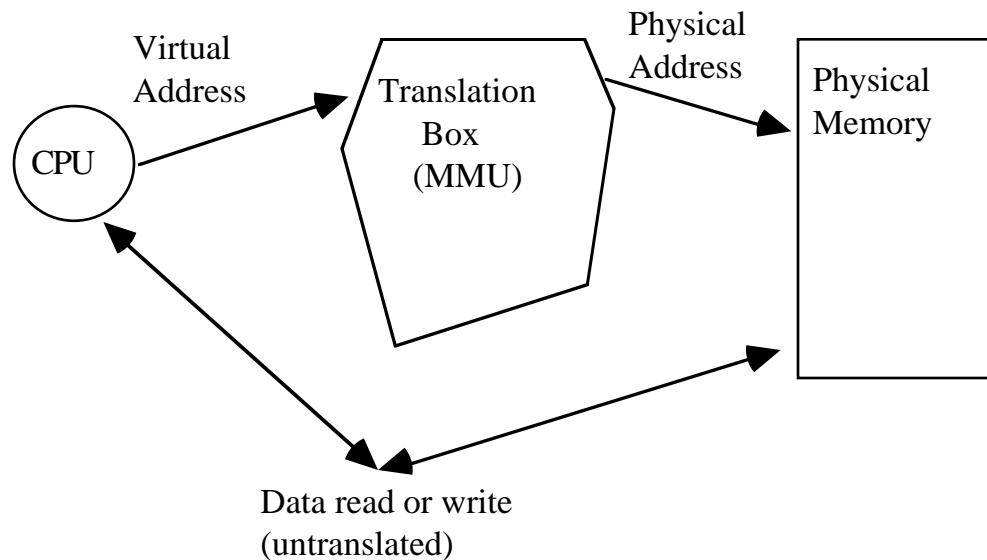 Virtual
Address
Physical
Address
CPU
Translation
Box
(MMU)
Physical
Memory
Data read or write
(untranslated)